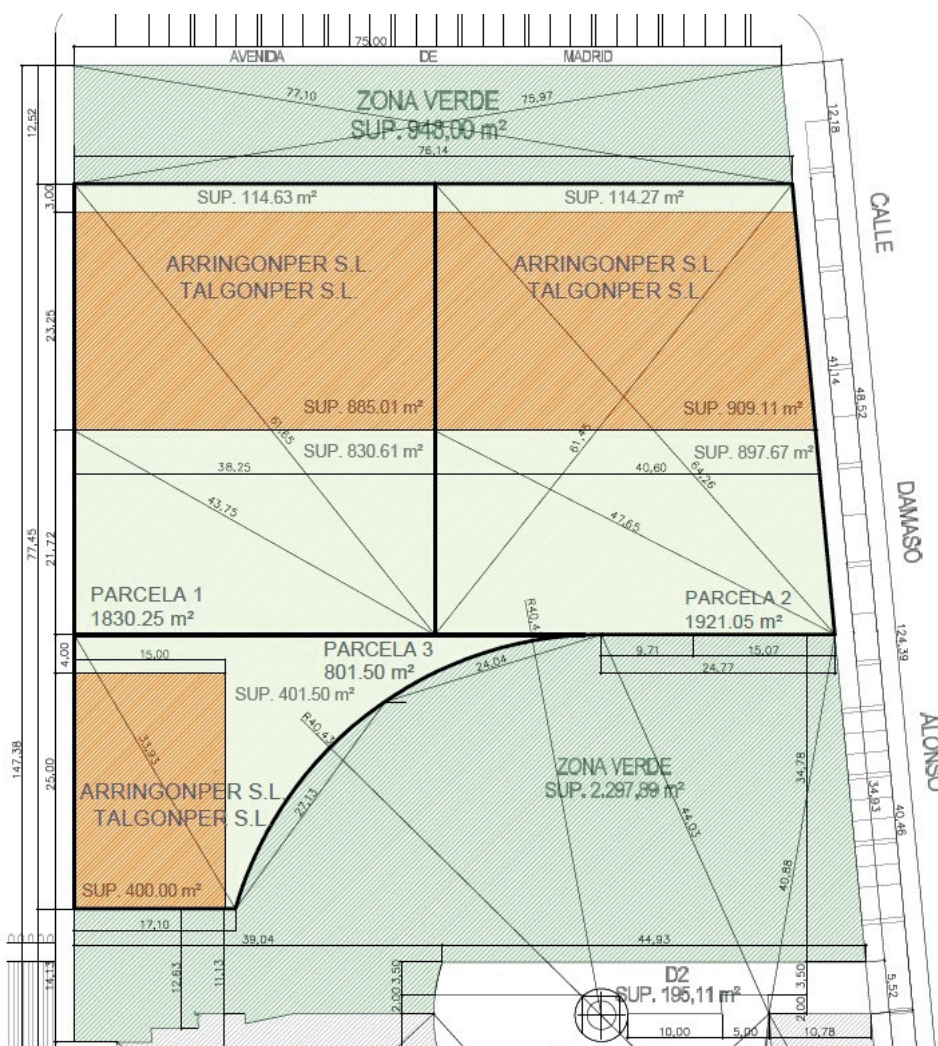 75,00
AVENIDA DE MADRID
77,10
75,97
ZONA VERDE
SUP. 948,00 m²
12,52
12,18
76,14
3,00
SUP. 114.63 m²
SUP. 114.27 m²
CALLE
ARRINGONPER S.L.
TALGONPER S.L.
ARRINGONPER S.L.
TALGONPER S.L.
23,25
41,14
48,52
SUP. 885.01 m²
SUP. 909.11 m²
61,65
61,45
SUP. 830.61 m²
SUP. 897.67 m²
38,25
40,60
64,26
43,75
47,65
DAMASO
77,45
21,72
PARCELA 1
1830.25 m²
PARCELA 2
1921.05 m²
R40,4
124,39
4,00
15,00
PARCELA 3
801.50 m²
24,04
9,71
15,07
24,77
SUP. 401.50 m²
R40,43
ALONSO
33,93
147,38
25,00
ZONA VERDE
SUP. 2.297,89 m²
34,78
34,93
40,46
ARRINGONPER S.L.
TALGONPER S.L.
27,13
44,03
40,88
SUP. 400.00 m²
17,10
39,04
44,93
14,13
12,63
11,13
2,00
3,50
D2
SUP. 195,11 m²
2,00
3,50
5,52
10,00
5,00
10,78